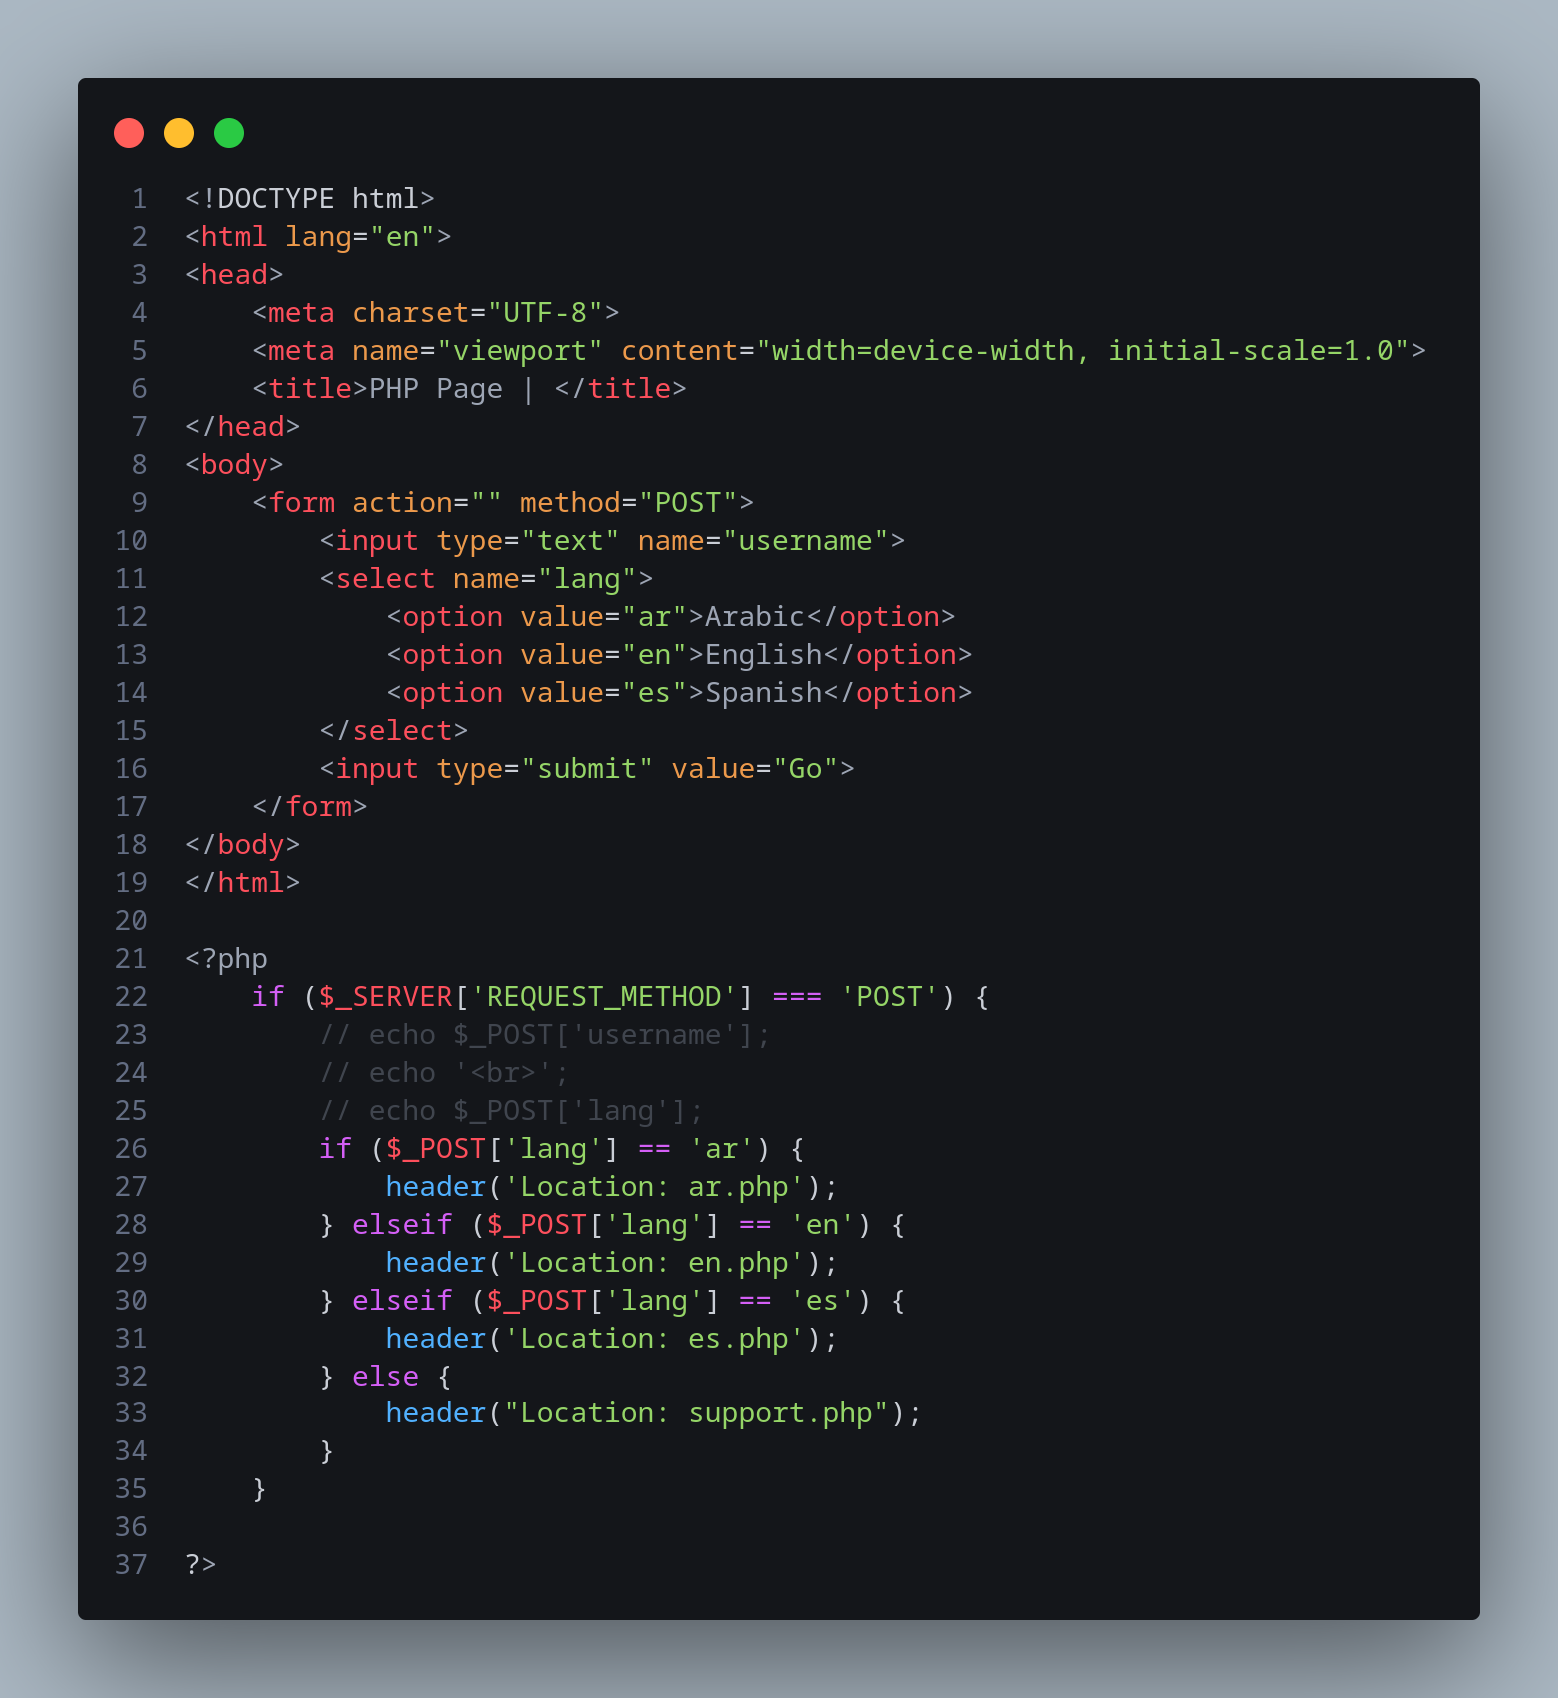 1 <!DOCTYPE html>
2 <html lang="en">
3 <head>
4     <meta charset="UTF-8">
5     <meta name="viewport" content="width=device-width, initial-scale=1.0">
6     <title>PHP Page | </title>
7 </head>
8 <body>
9     <form action="" method="POST">
10         <input type="text" name="username">
11         <select name="lang">
12             <option value="ar">Arabic</option>
13             <option value="en">English</option>
14             <option value="es">Spanish</option>
15         </select>
16         <input type="submit" value="Go">
17     </form>
18 </body>
19 </html>
20
21 <?php
22     if ($_SERVER['REQUEST_METHOD'] === 'POST') {
23         // echo $_POST['username'];
24         // echo '<br>';
25         // echo $_POST['lang'];
26         if ($_POST['lang'] == 'ar') {
27             header('Location: ar.php');
28         } elseif ($_POST['lang'] == 'en') {
29             header('Location: en.php');
30         } elseif ($_POST['lang'] == 'es') {
31             header('Location: es.php');
32         } else {
33             header("Location: support.php");
34         }
35     }
36
37 ?>